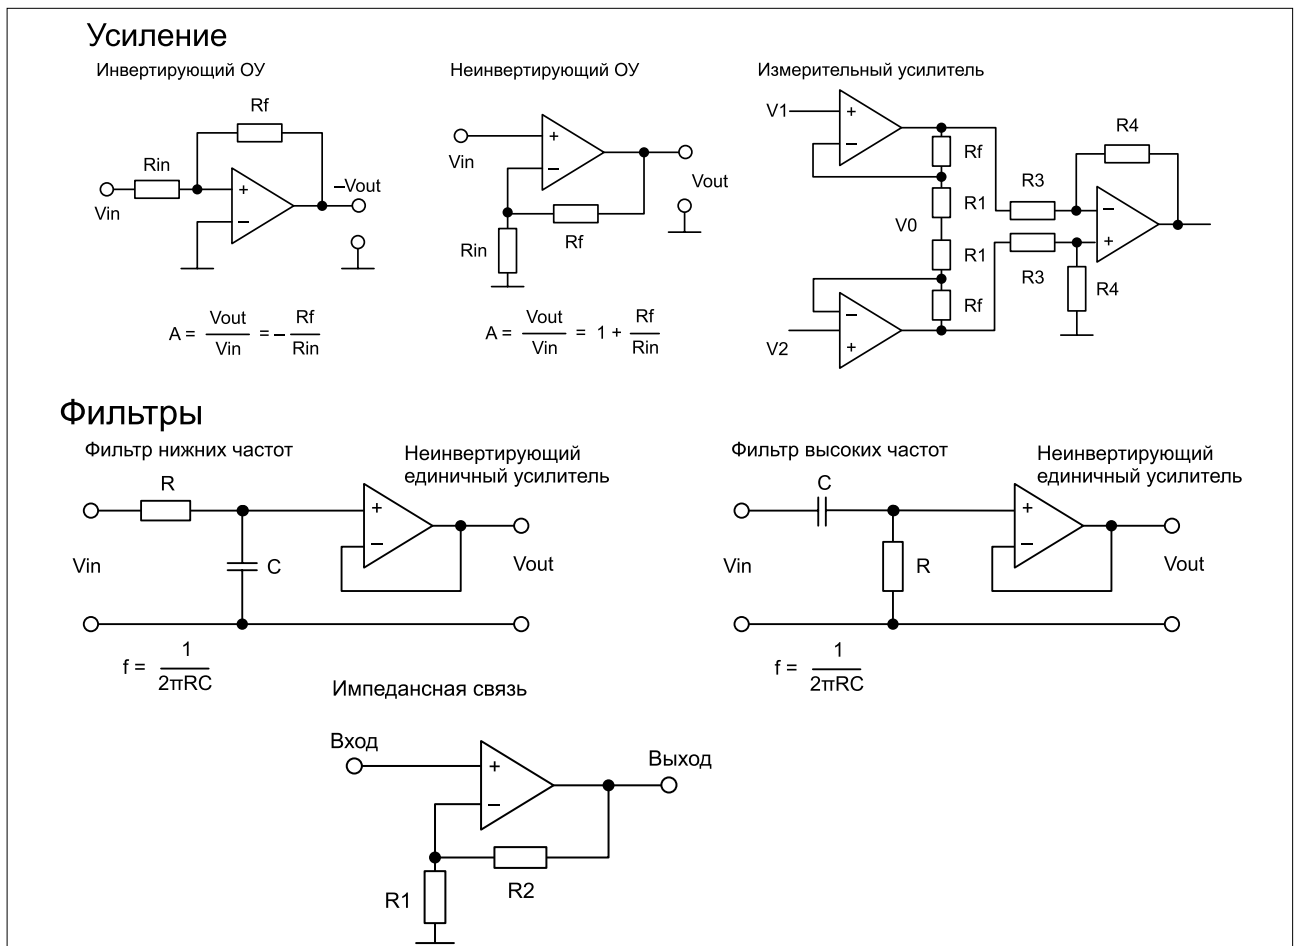 Усиление
Инвертирующий ОУ
Неинвертирующий ОУ
Измерительный усилитель
Rf
Rin
+
–
Vin
–Vout
A = Vout/Vin = – Rf/Rin
Vin
+
–
Vout
Rf
Rin
A = Vout/Vin = 1 + Rf/Rin
V1
+
–
Rf
R1
V0
R1
Rf
V2
–
+
R3
R3
R4
–
+
R4
Фильтры
Фильтр нижних частот
Неинвертирующий
единичный усилитель
R
+
–
Vin
C
Vout
f = 1/2πRC
Фильтр высоких частот
Неинвертирующий
единичный усилитель
C
+
–
Vin
R
Vout
f = 1/2πRC
Импедансная связь
Вход
+
–
Выход
R2
R1